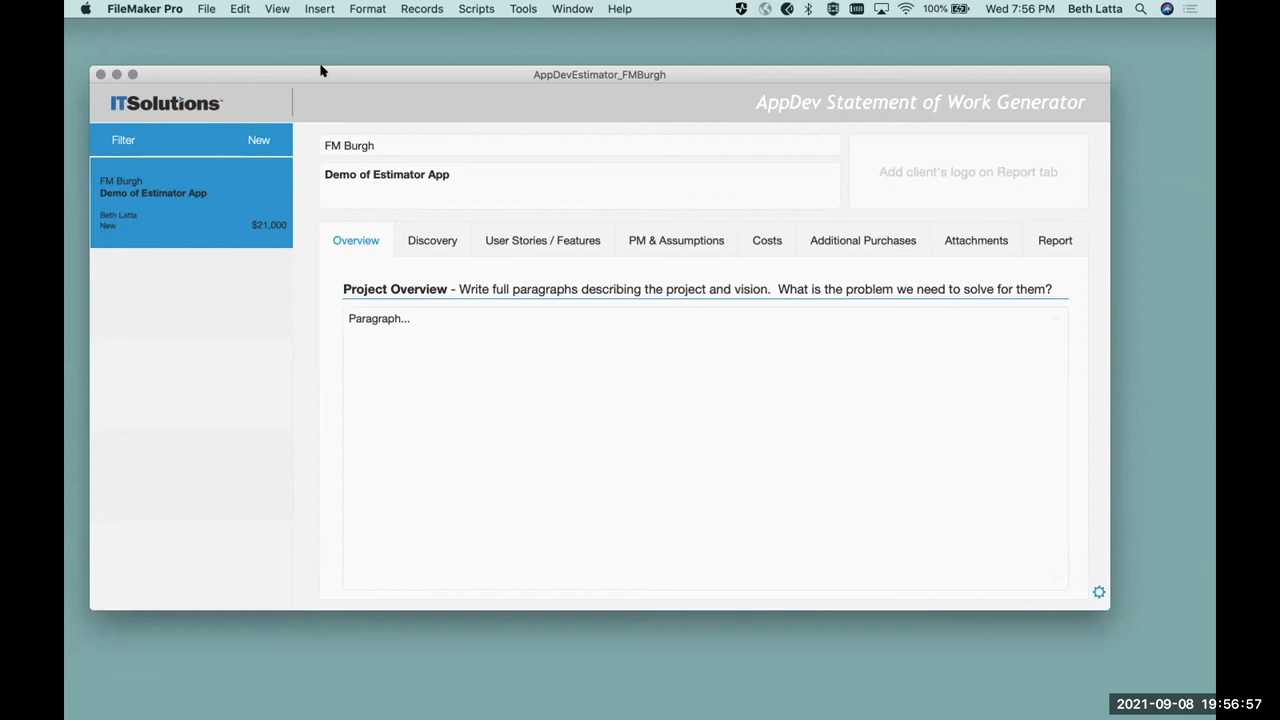 FileMaker Pro File Edit View Insert Format Records Scripts Tools Window Help 100% Wed 7:56 PM Beth Latta
AppDevEstimator_FMBurgh
ITSolutions AppDev Statement of Work Generator
Filter New
FM Burgh
Demo of Estimator App
Beth Latta
New $21,000
FM Burgh
Demo of Estimator App
Add client's logo on Report tab
Overview Discovery User Stories / Features PM & Assumptions Costs Additional Purchases Attachments Report
Project Overview - Write full paragraphs describing the project and vision. What is the problem we need to solve for them?
Paragraph...
2021-09-08 19:56:57